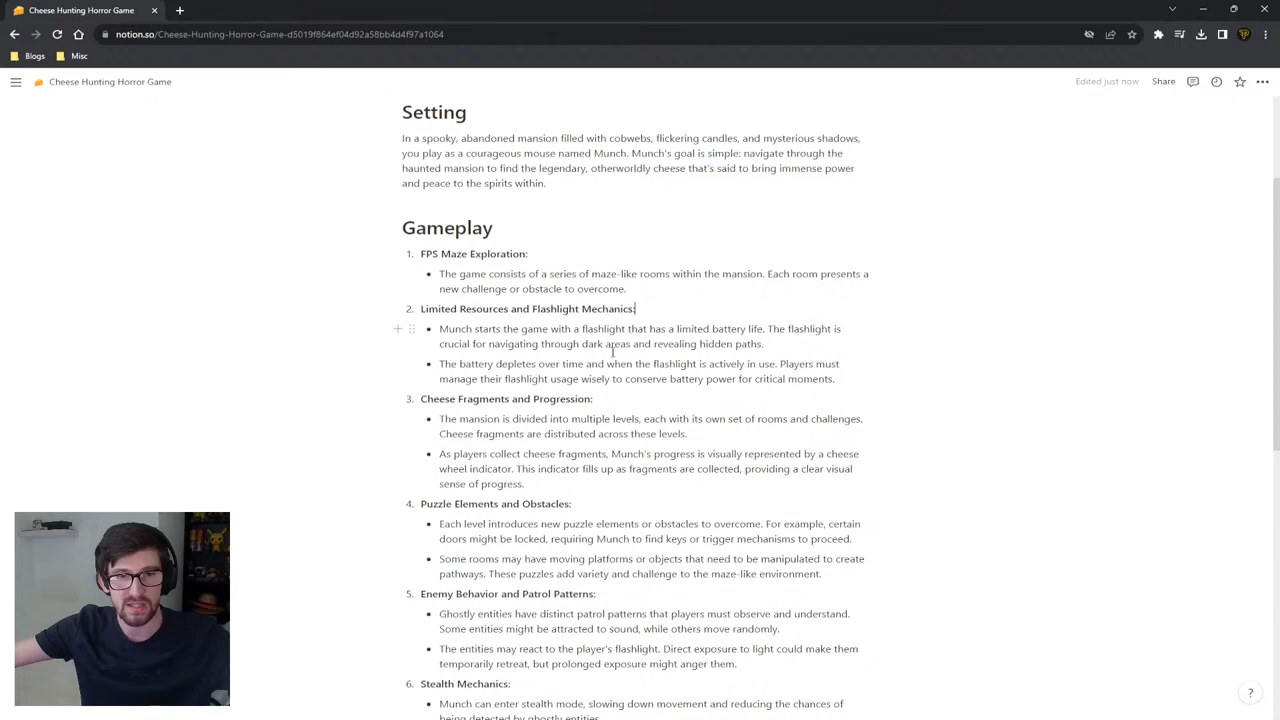 Cheese Hunting Horror Game
notion.so/Cheese-Hunting-Horror-Game-d5019f864ef04d92a58bb4d4f97a1064
Blogs
Misc
Cheese Hunting Horror Game
Edited just now
Share
Setting
In a spooky, abandoned mansion filled with cobwebs, flickering candles, and mysterious shadows,
you play as a courageous mouse named Munch. Munch's goal is simple: navigate through the
haunted mansion to find the legendary, otherworldly cheese that's said to bring immense power
and peace to the spirits within.
Gameplay
1. FPS Maze Exploration:
• The game consists of a series of maze-like rooms within the mansion. Each room presents a
new challenge or obstacle to overcome.
2. Limited Resources and Flashlight Mechanics:
• Munch starts the game with a flashlight that has a limited battery life. The flashlight is
crucial for navigating through dark areas and revealing hidden paths.
• The battery depletes over time and when the flashlight is actively in use. Players must
manage their flashlight usage wisely to conserve battery power for critical moments.
3. Cheese Fragments and Progression:
• The mansion is divided into multiple levels, each with its own set of rooms and challenges.
Cheese fragments are distributed across these levels.
• As players collect cheese fragments, Munch's progress is visually represented by a cheese
wheel indicator. This indicator fills up as fragments are collected, providing a clear visual
sense of progress.
4. Puzzle Elements and Obstacles:
• Each level introduces new puzzle elements or obstacles to overcome. For example, certain
doors might be locked, requiring Munch to find keys or trigger mechanisms to proceed.
• Some rooms may have moving platforms or objects that need to be manipulated to create
pathways. These puzzles add variety and challenge to the maze-like environment.
5. Enemy Behavior and Patrol Patterns:
• Ghostly entities have distinct patrol patterns that players must observe and understand.
Some entities might be attracted to sound, while others move randomly.
• The entities may react to the player's flashlight. Direct exposure to light could make them
temporarily retreat, but prolonged exposure might anger them.
6. Stealth Mechanics:
• Munch can enter stealth mode, slowing down movement and reducing the chances of
being detected by ghostly entities.
?